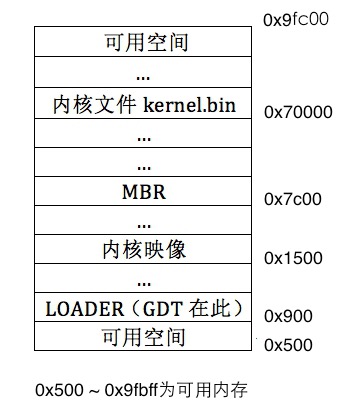 0x9fc00
可用空间
...
内核文件 kernel.bin
0x70000
...
...
MBR
0x7c00
...
内核映像
0x1500
...
LOADER（GDT 在此）
0x900
可用空间
0x500
0x500 ~ 0x9fbff为可用内存